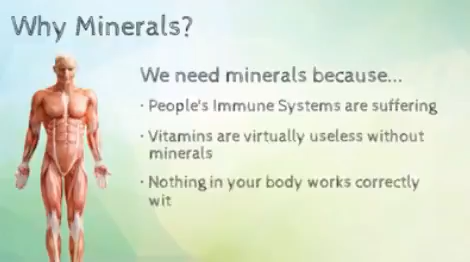 Why Minerals?
We need minerals because...
· People's Immune Systems are suffering
· Vitamins are virtually useless without
minerals
· Nothing in your body works correctly
wit